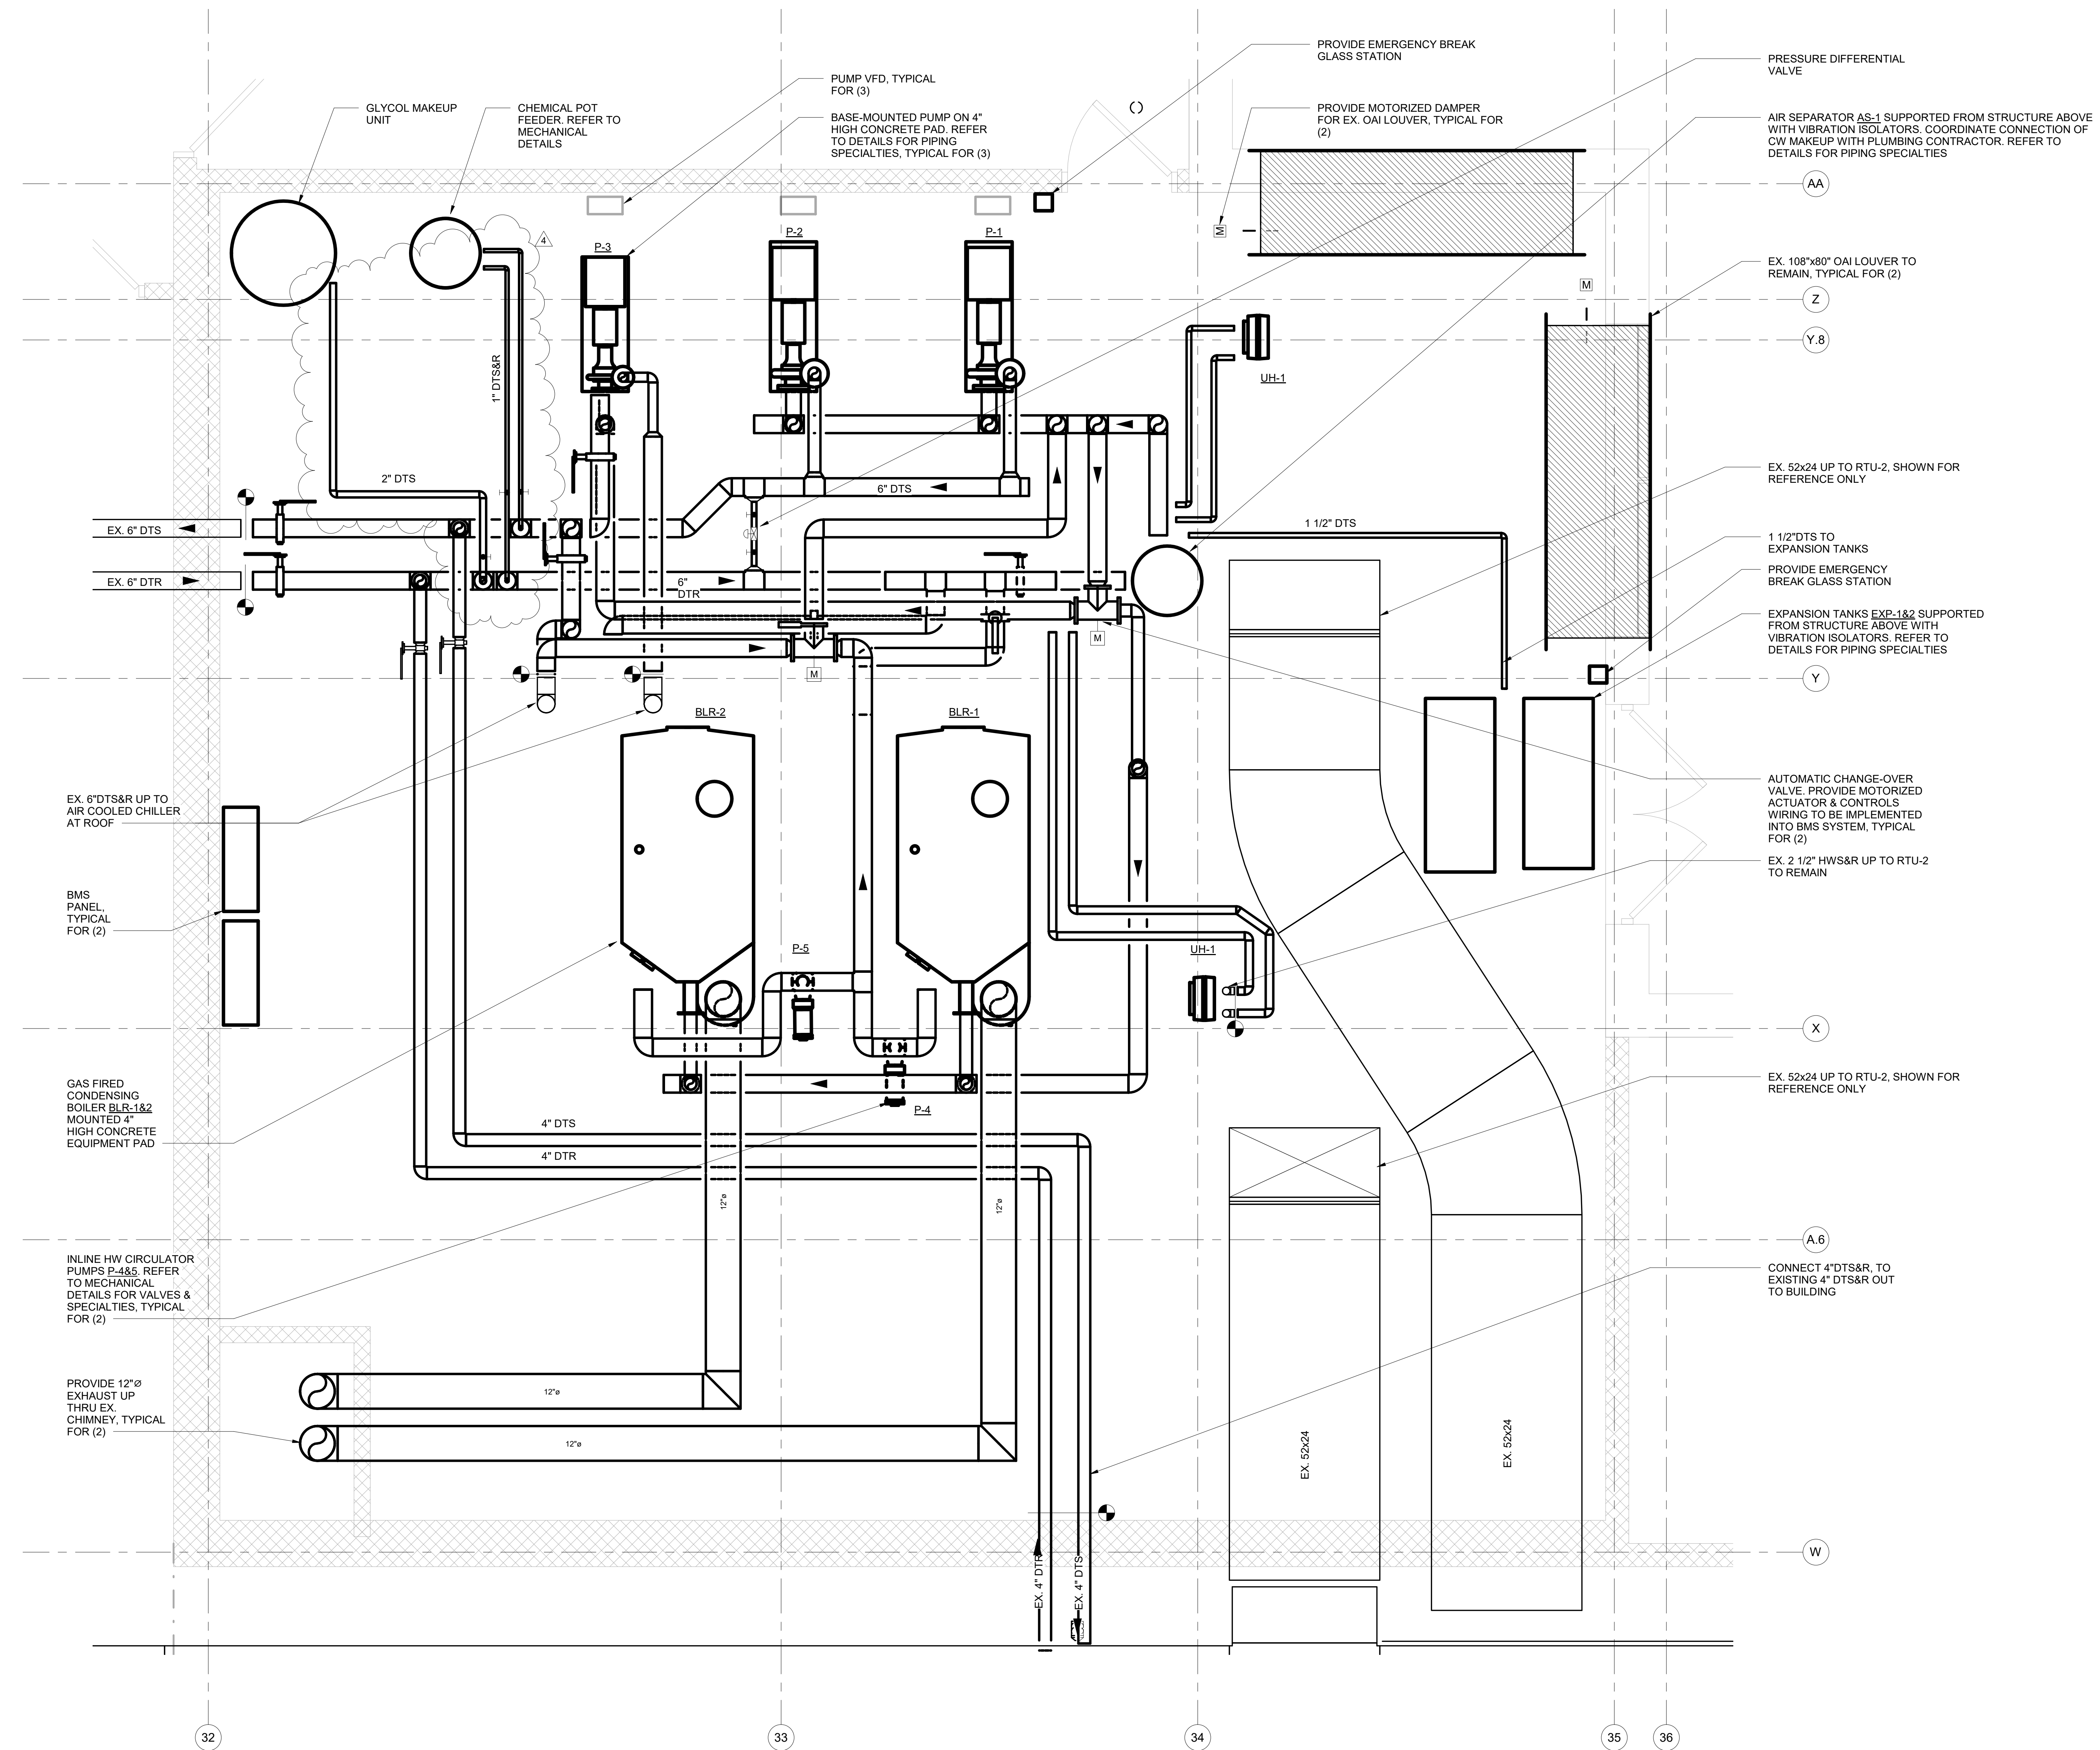 PROVIDE EMERGENCY BREAK
GLASS STATION
PRESSURE DIFFERENTIAL
VALVE
PUMP VFD, TYPICAL
FOR (3)
GLYCOL MAKEUP
UNIT
CHEMICAL POT
FEEDER. REFER TO
MECHANICAL
DETAILS
BASE-MOUNTED PUMP ON 4"
HIGH CONCRETE PAD. REFER
TO DETAILS FOR PIPING
SPECIALTIES, TYPICAL FOR (3)
PROVIDE MOTORIZED DAMPER
FOR EX. OAI LOUVER, TYPICAL FOR
(2)
AIR SEPARATOR AS-1 SUPPORTED FROM STRUCTURE ABOVE
WITH VIBRATION ISOLATORS. COORDINATE CONNECTION OF
CW MAKEUP WITH PLUMBING CONTRACTOR. REFER TO
DETAILS FOR PIPING SPECIALTIES
AA
4
P-3
P-2
P-1
M
EX. 108"x80" OAI LOUVER TO
REMAIN, TYPICAL FOR (2)
M
Z
Y.8
1" DTS&R
UH-1
2" DTS
6" DTS
EX. 52x24 UP TO RTU-2, SHOWN FOR
REFERENCE ONLY
EX. 6" DTS
1 1/2" DTS
1 1/2"DTS TO
EXPANSION TANKS
EX. 6" DTR
6"
DTR
PROVIDE EMERGENCY
BREAK GLASS STATION
EXPANSION TANKS EXP-1&2 SUPPORTED
FROM STRUCTURE ABOVE WITH
VIBRATION ISOLATORS. REFER TO
DETAILS FOR PIPING SPECIALTIES
M
M
Y
BLR-2
BLR-1
EX. 6"DTS&R UP TO
AIR COOLED CHILLER
AT ROOF
AUTOMATIC CHANGE-OVER
VALVE. PROVIDE MOTORIZED
ACTUATOR & CONTROLS
WIRING TO BE IMPLEMENTED
INTO BMS SYSTEM, TYPICAL
FOR (2)
EX. 2 1/2" HWS&R UP TO RTU-2
TO REMAIN
BMS
PANEL,
TYPICAL
FOR (2)
P-5
UH-1
X
GAS FIRED
CONDENSING
BOILER BLR-1&2
MOUNTED 4"
HIGH CONCRETE
EQUIPMENT PAD
EX. 52x24 UP TO RTU-2, SHOWN FOR
REFERENCE ONLY
P-4
4" DTS
4" DTR
12"ø
12"ø
A.6
INLINE HW CIRCULATOR
PUMPS P-4&5. REFER
TO MECHANICAL
DETAILS FOR VALVES &
SPECIALTIES, TYPICAL
FOR (2)
CONNECT 4"DTS&R, TO
EXISTING 4" DTS&R OUT
TO BUILDING
PROVIDE 12"Ø
EXHAUST UP
THRU EX.
CHIMNEY, TYPICAL
FOR (2)
12"ø
12"ø
EX. 52x24
EX. 52x24
W
EX. 4" DTR
EX. 4" DTS
32
33
34
35
36